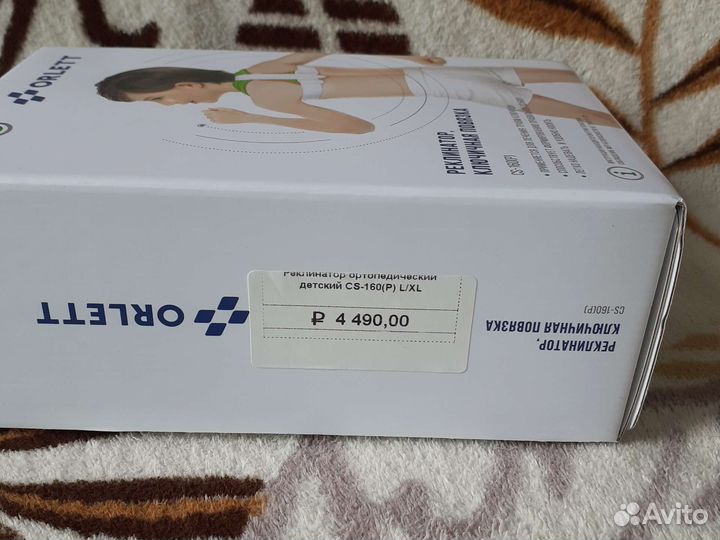 ORLETT
РЕКЛИНАТОР,
КЛЮЧИЧНАЯ ПОВЯЗКА
CS-160(P)
ORLETT
Реклинатор ортопедический
детский CS-160(P) L/XL
₽ 4 490,00
РЕКЛИНАТОР,
КЛЮЧИЧНАЯ ПОВЯЗКА
CS-160(P)
Avito